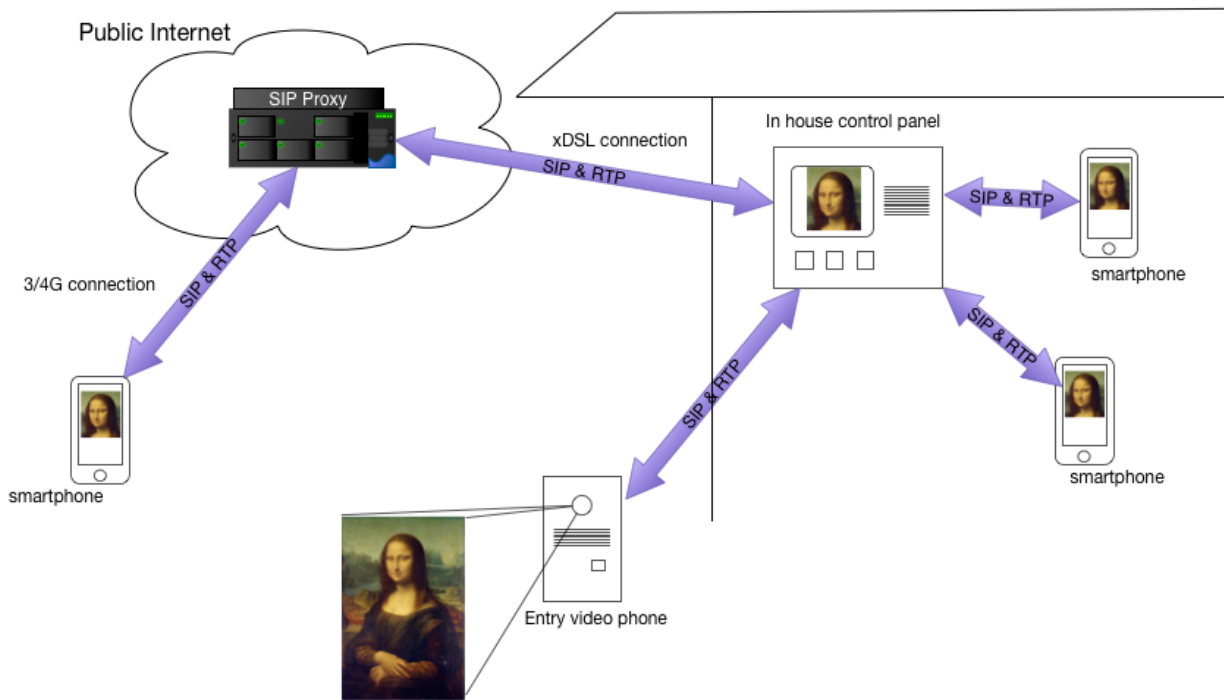 Public Internet
SIP Proxy
In house control panel
xDSL connection
SIP & RTP
SIP & RTP
smartphone
3/4G connection
SIP & RTP
SIP & RTP
SIP & RTP
smartphone
smartphone
Entry video phone